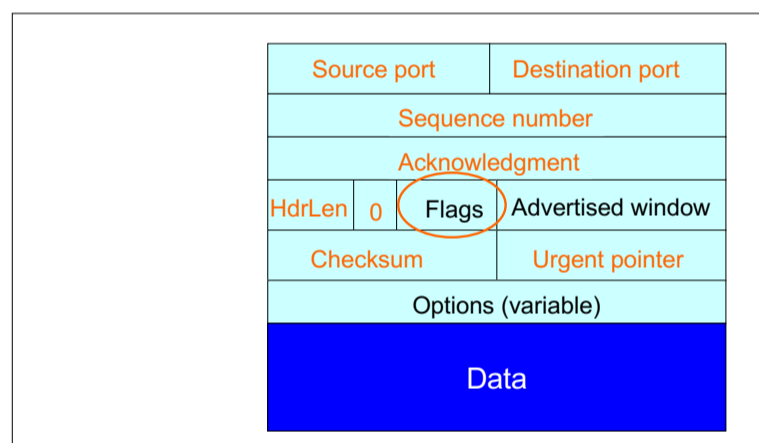 Source port Destination port
Sequence number
Acknowledgment
HdrLen 0 Flags Advertised window
Checksum Urgent pointer
Options (variable)
Data